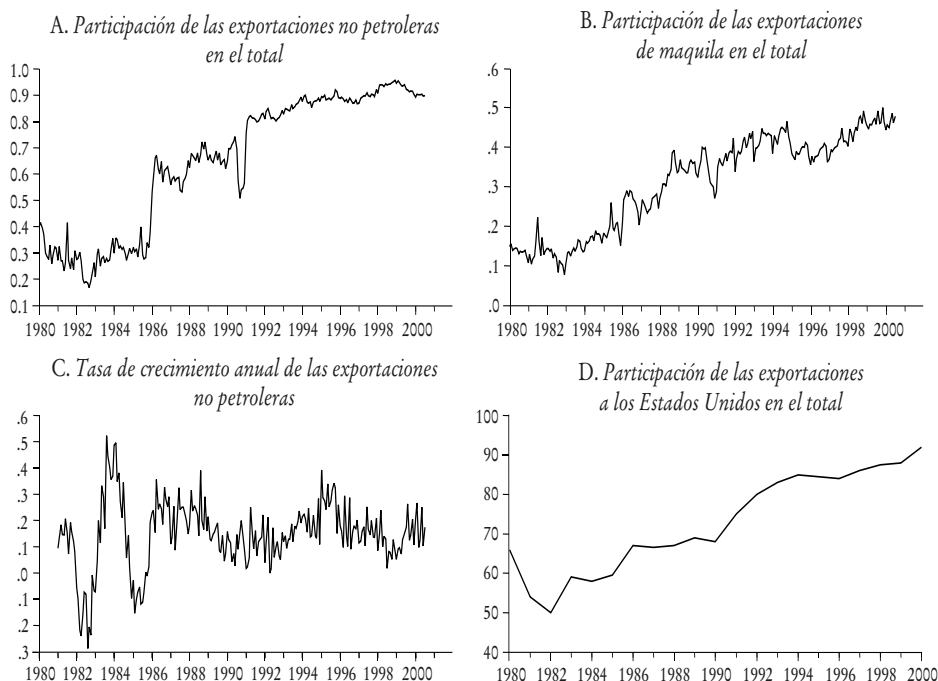 A. Participación de las exportaciones no petroleras
en el total
1.0
0.9
0.8
0.7
0.6
0.5
0.4
0.3
0.2
0.1
1980 1982 1984 1986 1988 1990 1992 1994 1996 1998 2000
B. Participación de las exportaciones
de maquila en el total
.6
.5
.4
.3
.2
.1
.0
1980 1982 1984 1986 1988 1990 1992 1994 1996 1998 2000
C. Tasa de crecimiento anual de las exportaciones
no petroleras
.6
.5
.4
.3
.2
.1
.0
.1
.2
.3
1980 1982 1984 1986 1988 1990 1992 1994 1996 1998 2000
D. Participación de las exportaciones
a los Estados Unidos en el total
100
90
80
70
60
50
40
1980 1982 1984 1986 1988 1990 1992 1994 1996 1998 2000